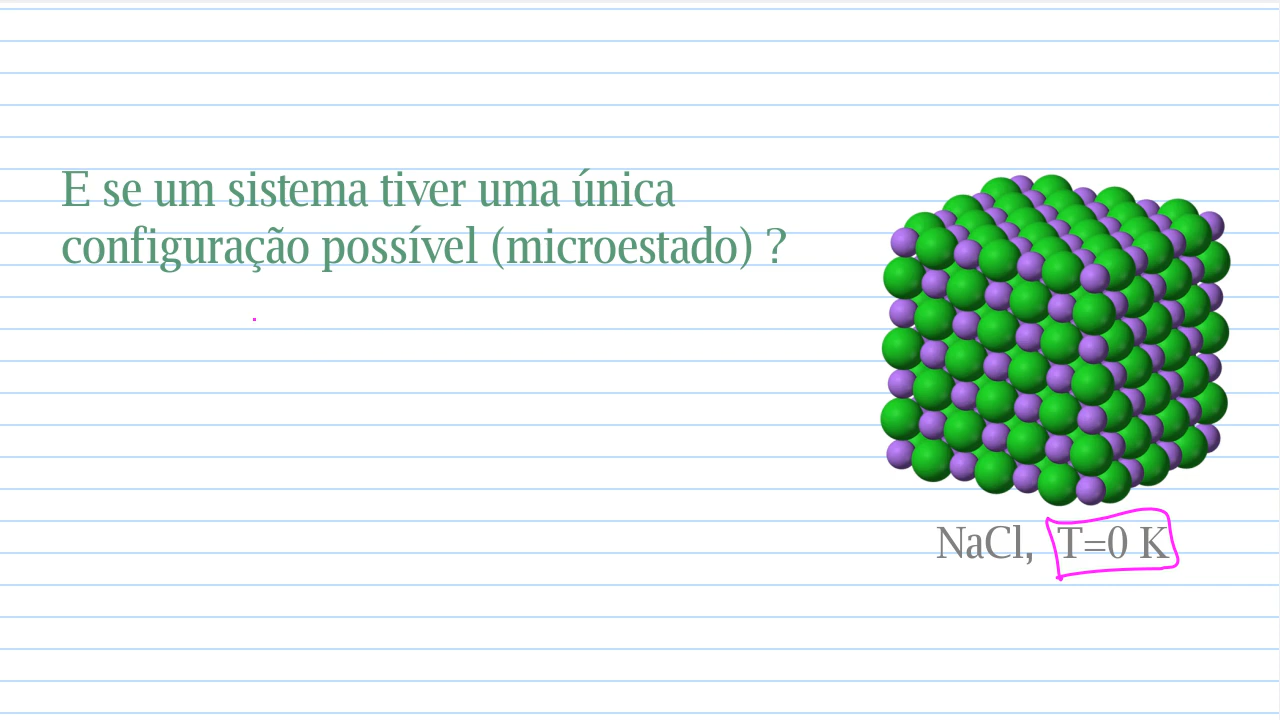 E se um sistema tiver uma única
configuração possível (microestado) ?
NaCl, T=0 K